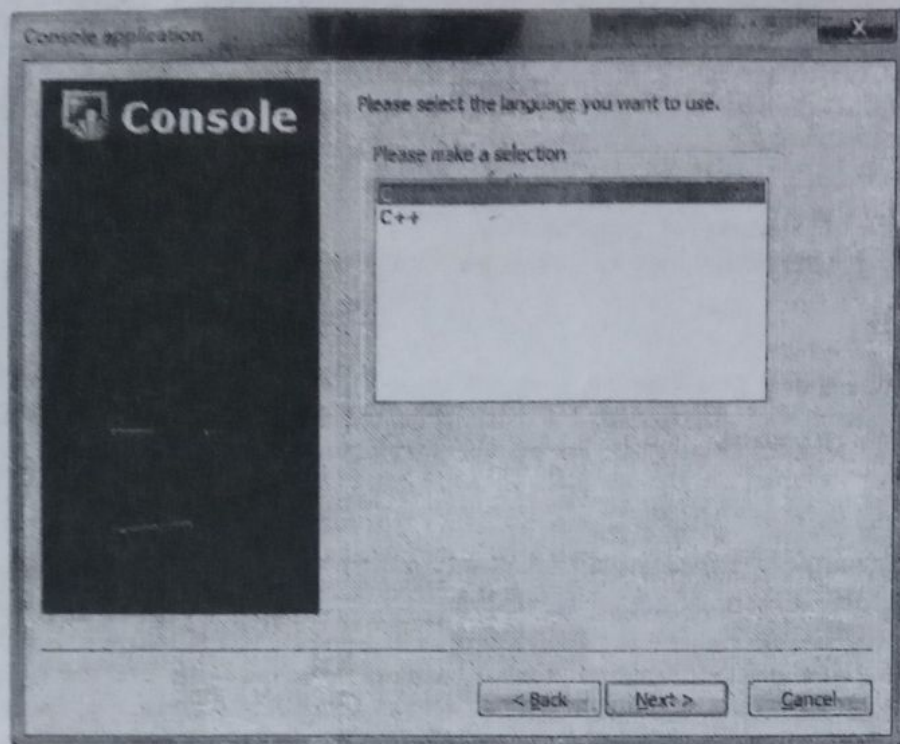 Console application
X
Console
Please select the language you want to use.
Please make a selection
C
C++
< Back Next > Cancel